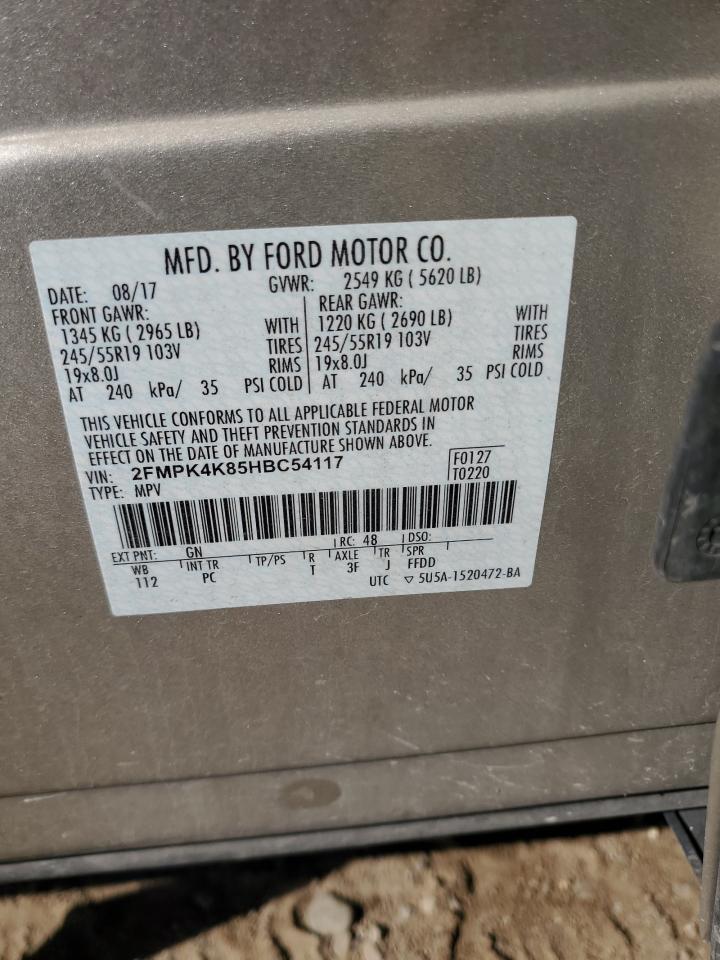 MFD. BY FORD MOTOR CO.
DATE: 08/17 GVWR: 2549 KG ( 5620 LB)
FRONT GAWR: REAR GAWR:
1345 KG ( 2965 LB) WITH 1220 KG ( 2690 LB) WITH
245/55R19 103V TIRES 245/55R19 103V TIRES
19x8.0J RIMS 19x8.0J RIMS
AT 240 kPa/ 35 PSI COLD AT 240 kPa/ 35 PSI COLD
THIS VEHICLE CONFORMS TO ALL APPLICABLE FEDERAL MOTOR
VEHICLE SAFETY AND THEFT PREVENTION STANDARDS IN
EFFECT ON THE DATE OF MANUFACTURE SHOWN ABOVE.
VIN: 2FMPK4K85HBC54117 F0127
TYPE: MPV T0220
EXT PNT: GN RC: 48 DSO:
WB INT TR TP/PS R AXLE TR SPR
112 PC T 3F J FFDD
UTC ▽ 5U5A-1520472-BA